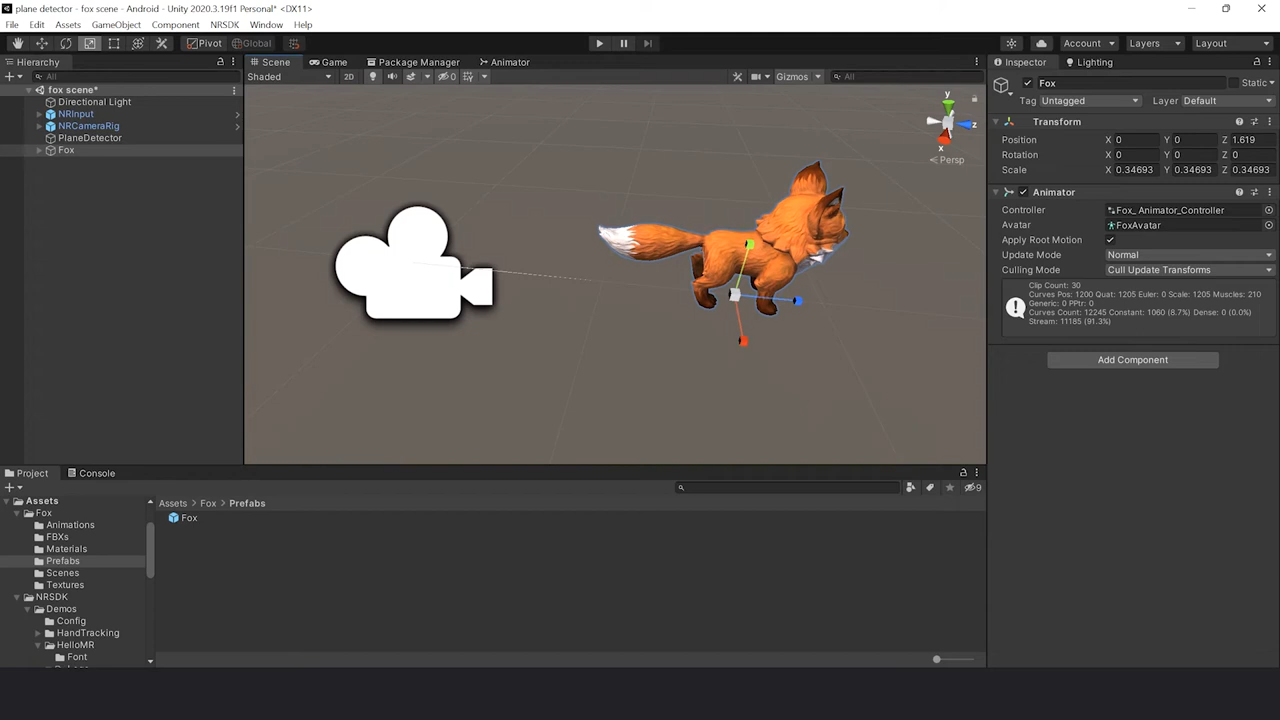 plane detector - fox scene - Android - Unity 2020.3.19f1 Personal* <DX11>
File Edit Assets GameObject Component NRSDK Window Help
Pivot Global Account Layers Layout
Hierarchy
All
fox scene*
Directional Light
NRInput
NRCameraRig
PlaneDetector
Fox
Scene Game Package Manager Animator
Shaded 2D 0 Gizmos All
y
z
x
Persp
Inspector Lighting
Fox Static
Tag Untagged Layer Default
Transform
Position X 0 Y 0 Z 1.619
Rotation X 0 Y 0 Z 0
Scale X 0.34693 Y 0.34693 Z 0.34693
Animator
Controller Fox_ Animator_Controller
Avatar FoxAvatar
Apply Root Motion
Update Mode Normal
Culling Mode Cull Update Transforms
Clip Count: 30
Curves Pos: 1200 Quat: 1205 Euler: 0 Scale: 1205 Muscles: 210
Generic: 0 PPtr: 0
Curves Count: 12245 Constant: 1060 (8.7%) Dense: 0 (0.0%)
Stream: 11185 (91.3%)
Add Component
Project Console
9
Assets
Fox
Animations
FBXs
Materials
Prefabs
Scenes
Textures
NRSDK
Demos
Config
HandTracking
HelloMR
Font
Assets > Fox > Prefabs
Fox